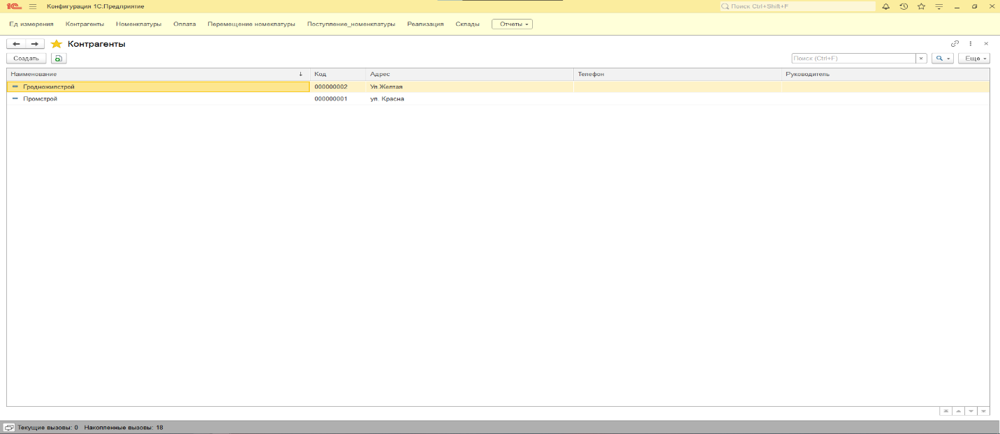 1С Конфигурация 1С:Предприятие Поиск Ctrl+Shift+F
Ед измерения Контрагенты Номенклатуры Оплата Перемещение номеклатуры Поступление_номенклатуры Реализация Склады Отчеты
Контрагенты
Создать Поиск (Ctrl+F) × Еще
Наименование ↓ Код Адрес Телефон Руководитель
Гродножилстрой 000000002 Ул.Желтая
Промстрой 000000001 ул. Красна
Текущие вызовы: 0 Накопленные вызовы: 18